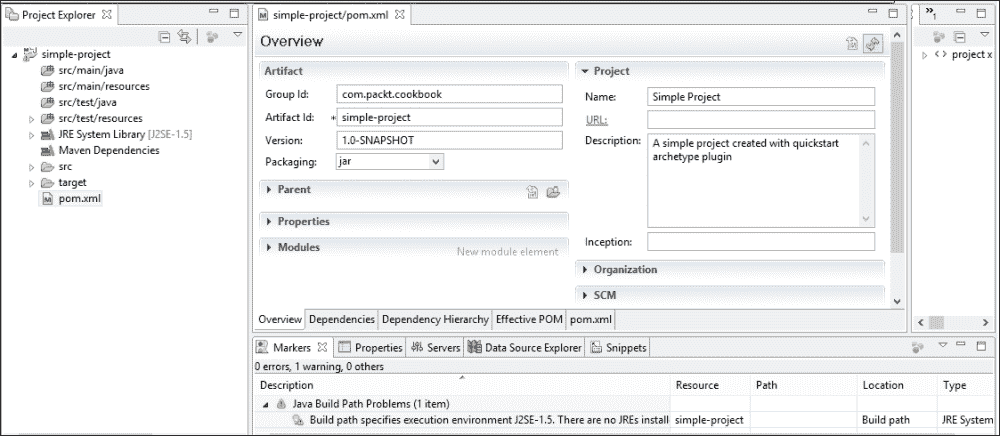 Project Explorer
simple-project
src/main/java
src/main/resources
src/test/java
src/test/resources
JRE System Library [J2SE-1.5]
Maven Dependencies
src
target
pom.xml
simple-project/pom.xml
Overview
Artifact
Group Id: com.packt.cookbook
Artifact Id: *simple-project
Version: 1.0-SNAPSHOT
Packaging: jar
Parent
Properties
Modules
New module element
Project
Name: Simple Project
URL:
Description: A simple project created with quickstart
archetype plugin
Inception:
Organization
SCM
Overview Dependencies Dependency Hierarchy Effective POM pom.xml
»1
project x
Markers Properties Servers Data Source Explorer Snippets
0 errors, 1 warning, 0 others
Description Resource Path Location Type
Java Build Path Problems (1 item)
Build path specifies execution environment J2SE-1.5. There are no JREs install simple-project Build path JRE System